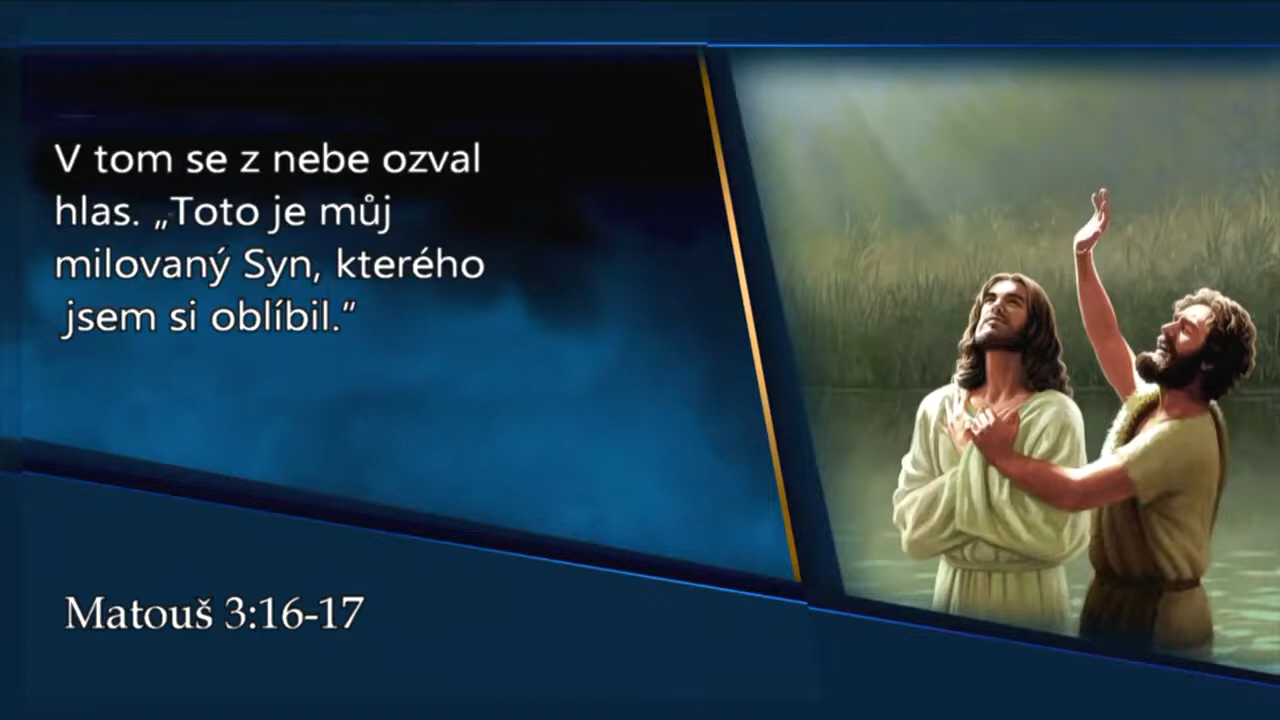 V tom se z nebe ozval
hlas. „Toto je můj
milovaný Syn, kterého
jsem si oblíbil.“
Matouš 3:16-17